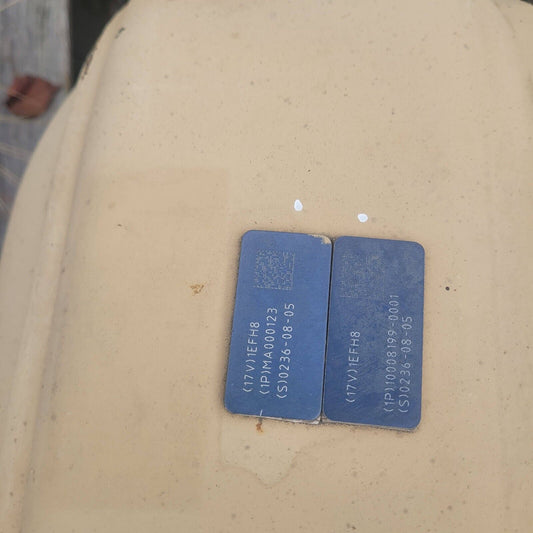 (17V)1EFH8
(1P)MA000123
(S)0236-08-05
(17V)1EFH8
(1P)10008199-0001
(S)0236-08-05